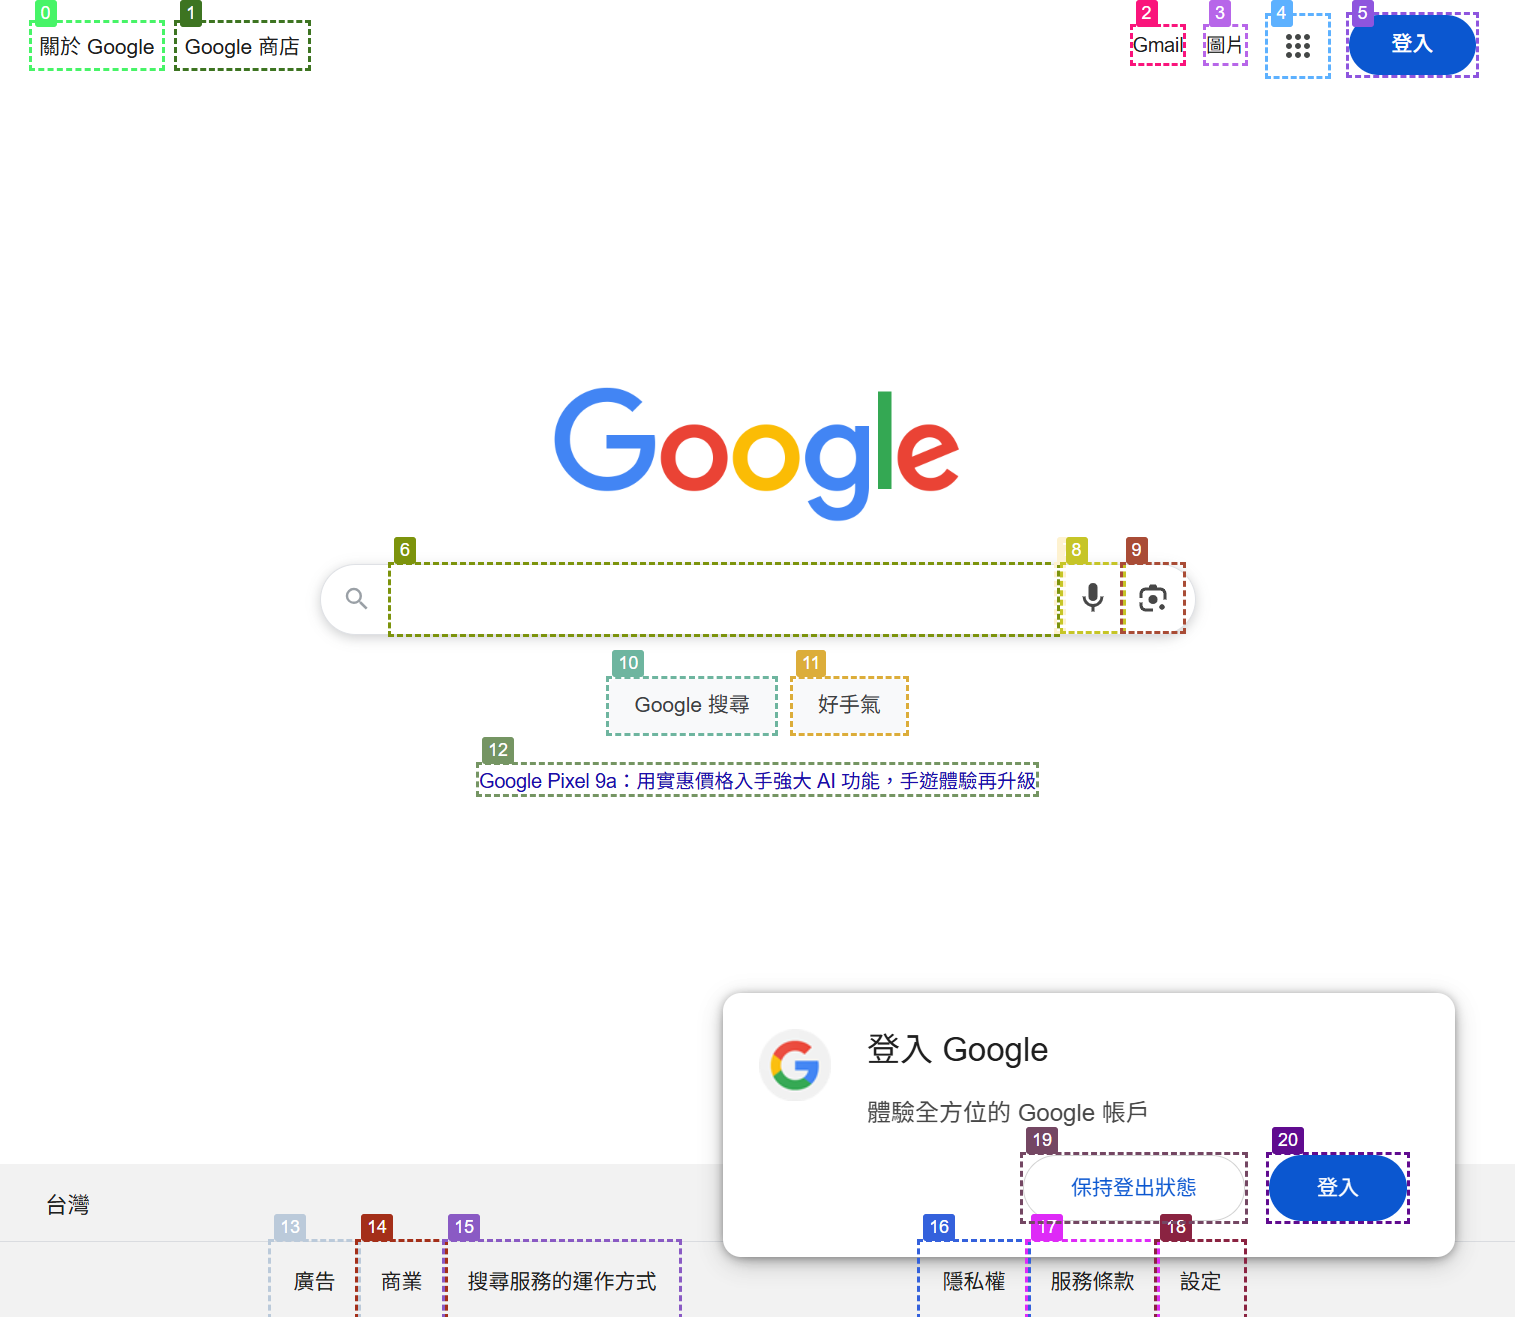 0 1 2 3 4 5
關於 Google Google 商店 Gmail 圖片 登入
Google
6 8 9
10 11
Google 搜尋 好手氣
12
Google Pixel 9a：用實惠價格入手強大 AI 功能，手遊體驗再升級
登入 Google
體驗全方位的 Google 帳戶
19 20
保持登出狀態 登入
台灣
13 14 15 16 17 18
廣告 商業 搜尋服務的運作方式 隱私權 服務條款 設定